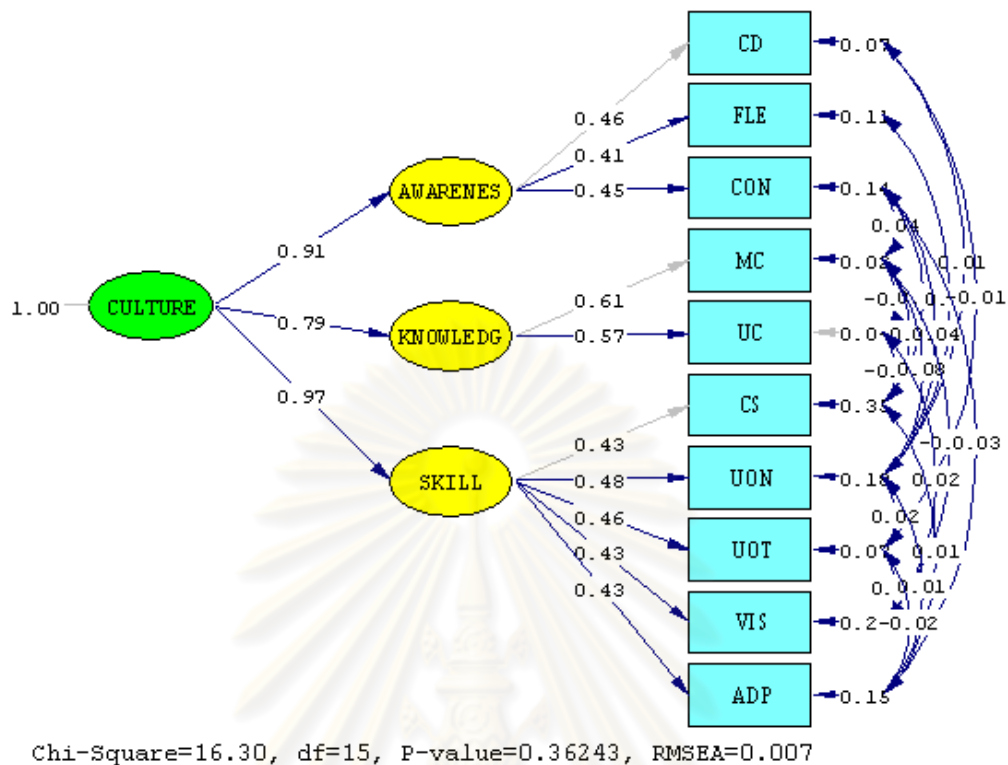 CD
0.07
0.46
FLE
0.11
0.41
AWARENES
CON
0.14
0.45
0.04
0.91
MC
0.01
0.61
-0.01
1.00
CULTURE
0.79
KNOWLEDG
0.57
UC
0.04
0.08
0.97
CS
0.35
0.43
0.03
SKILL
0.48
UON
0.18
0.02
0.46
0.02
UOT
0.07
0.01
0.43
0.01
0.43
VIS
-0.02
ADP
0.15
Chi-Square=16.30, df=15, P-value=0.36243, RMSEA=0.007